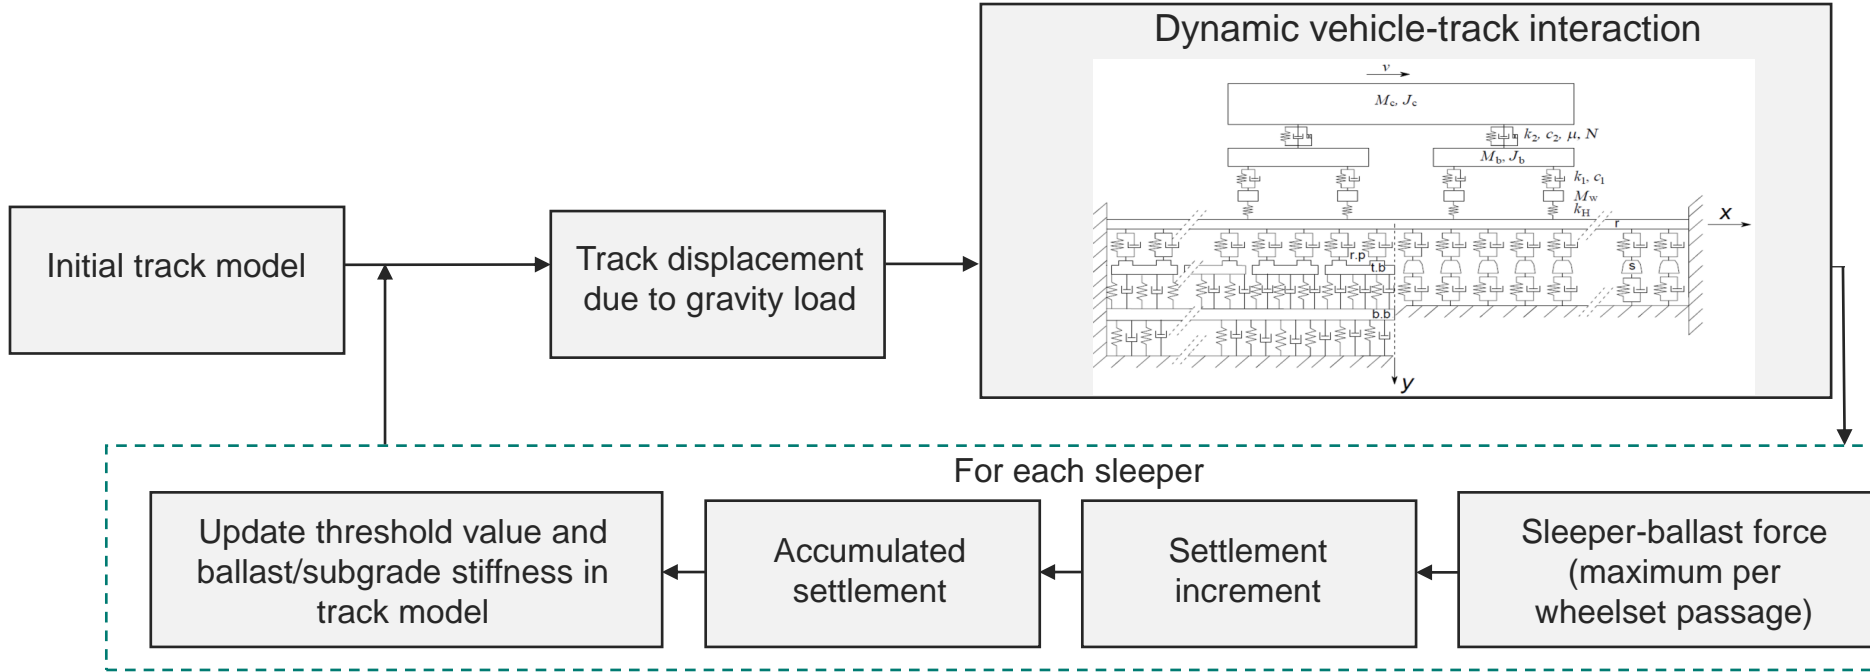 Dynamic vehicle-track interaction
v
Mc, Jc
k2, c2, μ, N
Mb, Jb
k1, c1
Mw
kH
r
x
r.p
t.b
s
b.b
y
Initial track model
Track displacement
due to gravity load
For each sleeper
Update threshold value and
ballast/subgrade stiffness in
track model
Accumulated
settlement
Settlement
increment
Sleeper-ballast force
(maximum per
wheelset passage)